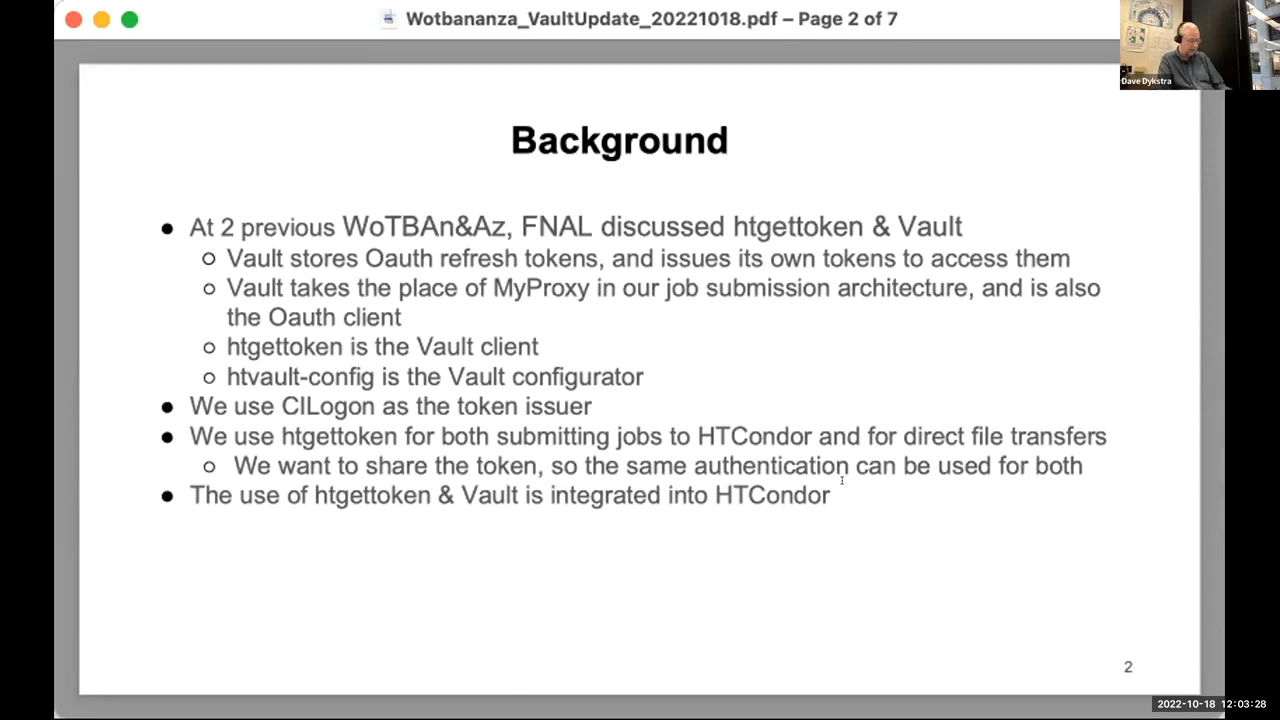 Wotbananza_VaultUpdate_20221018.pdf – Page 2 of 7
Dave Dykstra
Background
● At 2 previous WoTBAn&Az, FNAL discussed htgettoken & Vault
○ Vault stores Oauth refresh tokens, and issues its own tokens to access them
○ Vault takes the place of MyProxy in our job submission architecture, and is also
the Oauth client
○ htgettoken is the Vault client
○ htvault-config is the Vault configurator
● We use CILogon as the token issuer
● We use htgettoken for both submitting jobs to HTCondor and for direct file transfers
○ We want to share the token, so the same authentication can be used for both
● The use of htgettoken & Vault is integrated into HTCondor
2
2022-10-18 12:03:28